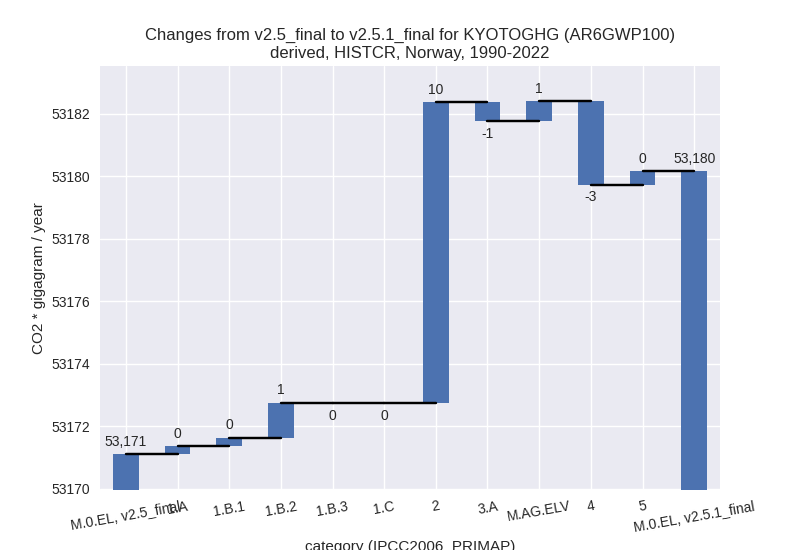 Changes from v2.5_final to v2.5.1_final for KYOTOGHG (AR6GWP100)
derived, HISTCR, Norway, 1990-2022
CO2 * gigagram / year
53182
53180
53178
53176
53174
53172
53170
53,171
0
0
1
0
0
10
-1
1
-3
0
53,180
M.0.EL, v2.5_final
1.A
1.B.1
1.B.2
1.B.3
1.C
2
3.A
M.AG.ELV
4
5
M.0.EL, v2.5.1_final
category (IPCC2006_PRIMAP)